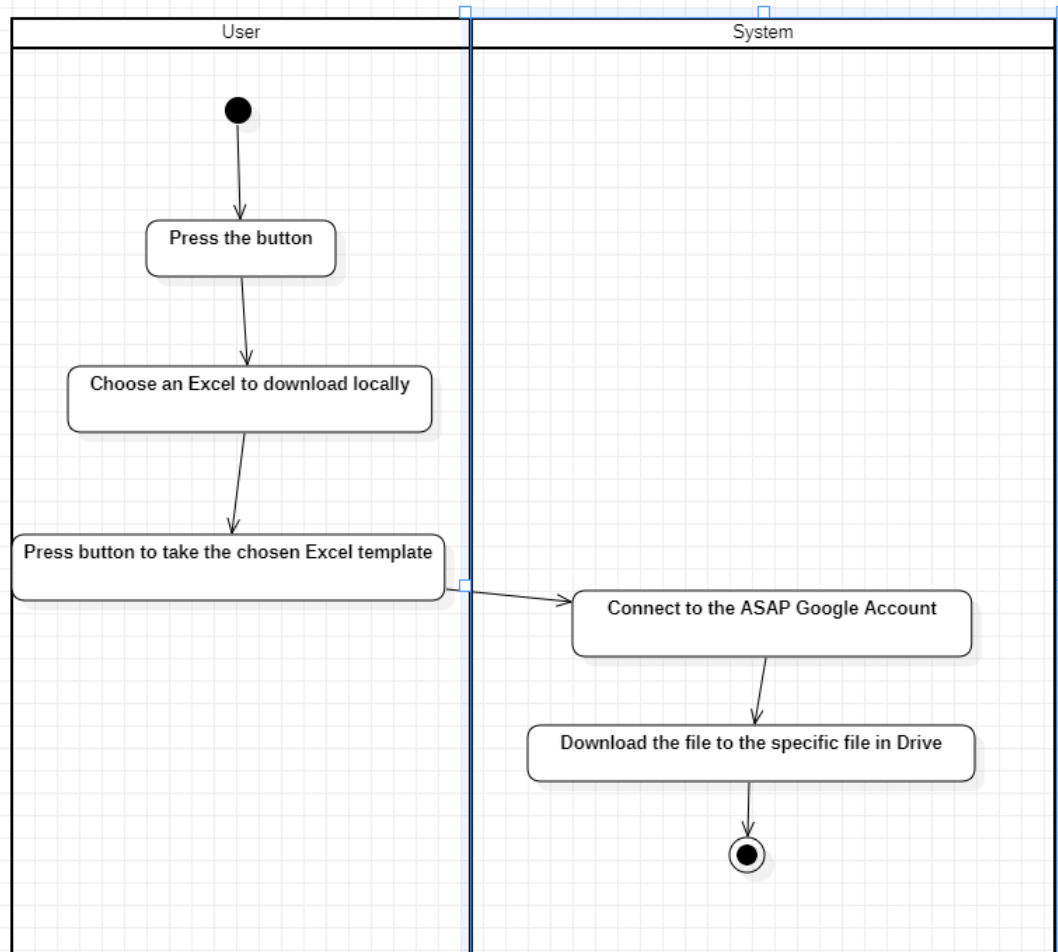 User
System
Press the button
Choose an Excel to download locally
Press button to take the chosen Excel template
Connect to the ASAP Google Account
Download the file to the specific file in Drive